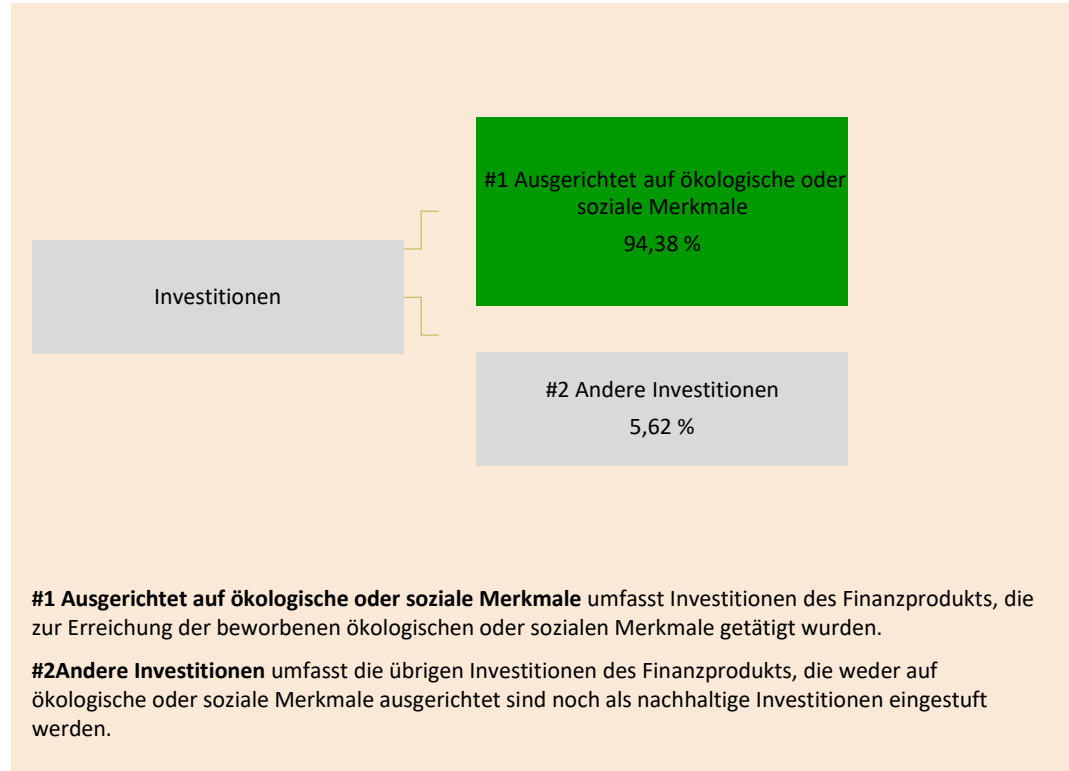 #1 Ausgerichtet auf ökologische oder
soziale Merkmale
94,38 %
Investitionen
#2 Andere Investitionen
5,62 %
#1 Ausgerichtet auf ökologische oder soziale Merkmale umfasst Investitionen des Finanzprodukts, die
zur Erreichung der beworbenen ökologischen oder sozialen Merkmale getätigt wurden.
#2Andere Investitionen umfasst die übrigen Investitionen des Finanzprodukts, die weder auf
ökologische oder soziale Merkmale ausgerichtet sind noch als nachhaltige Investitionen eingestuft
werden.